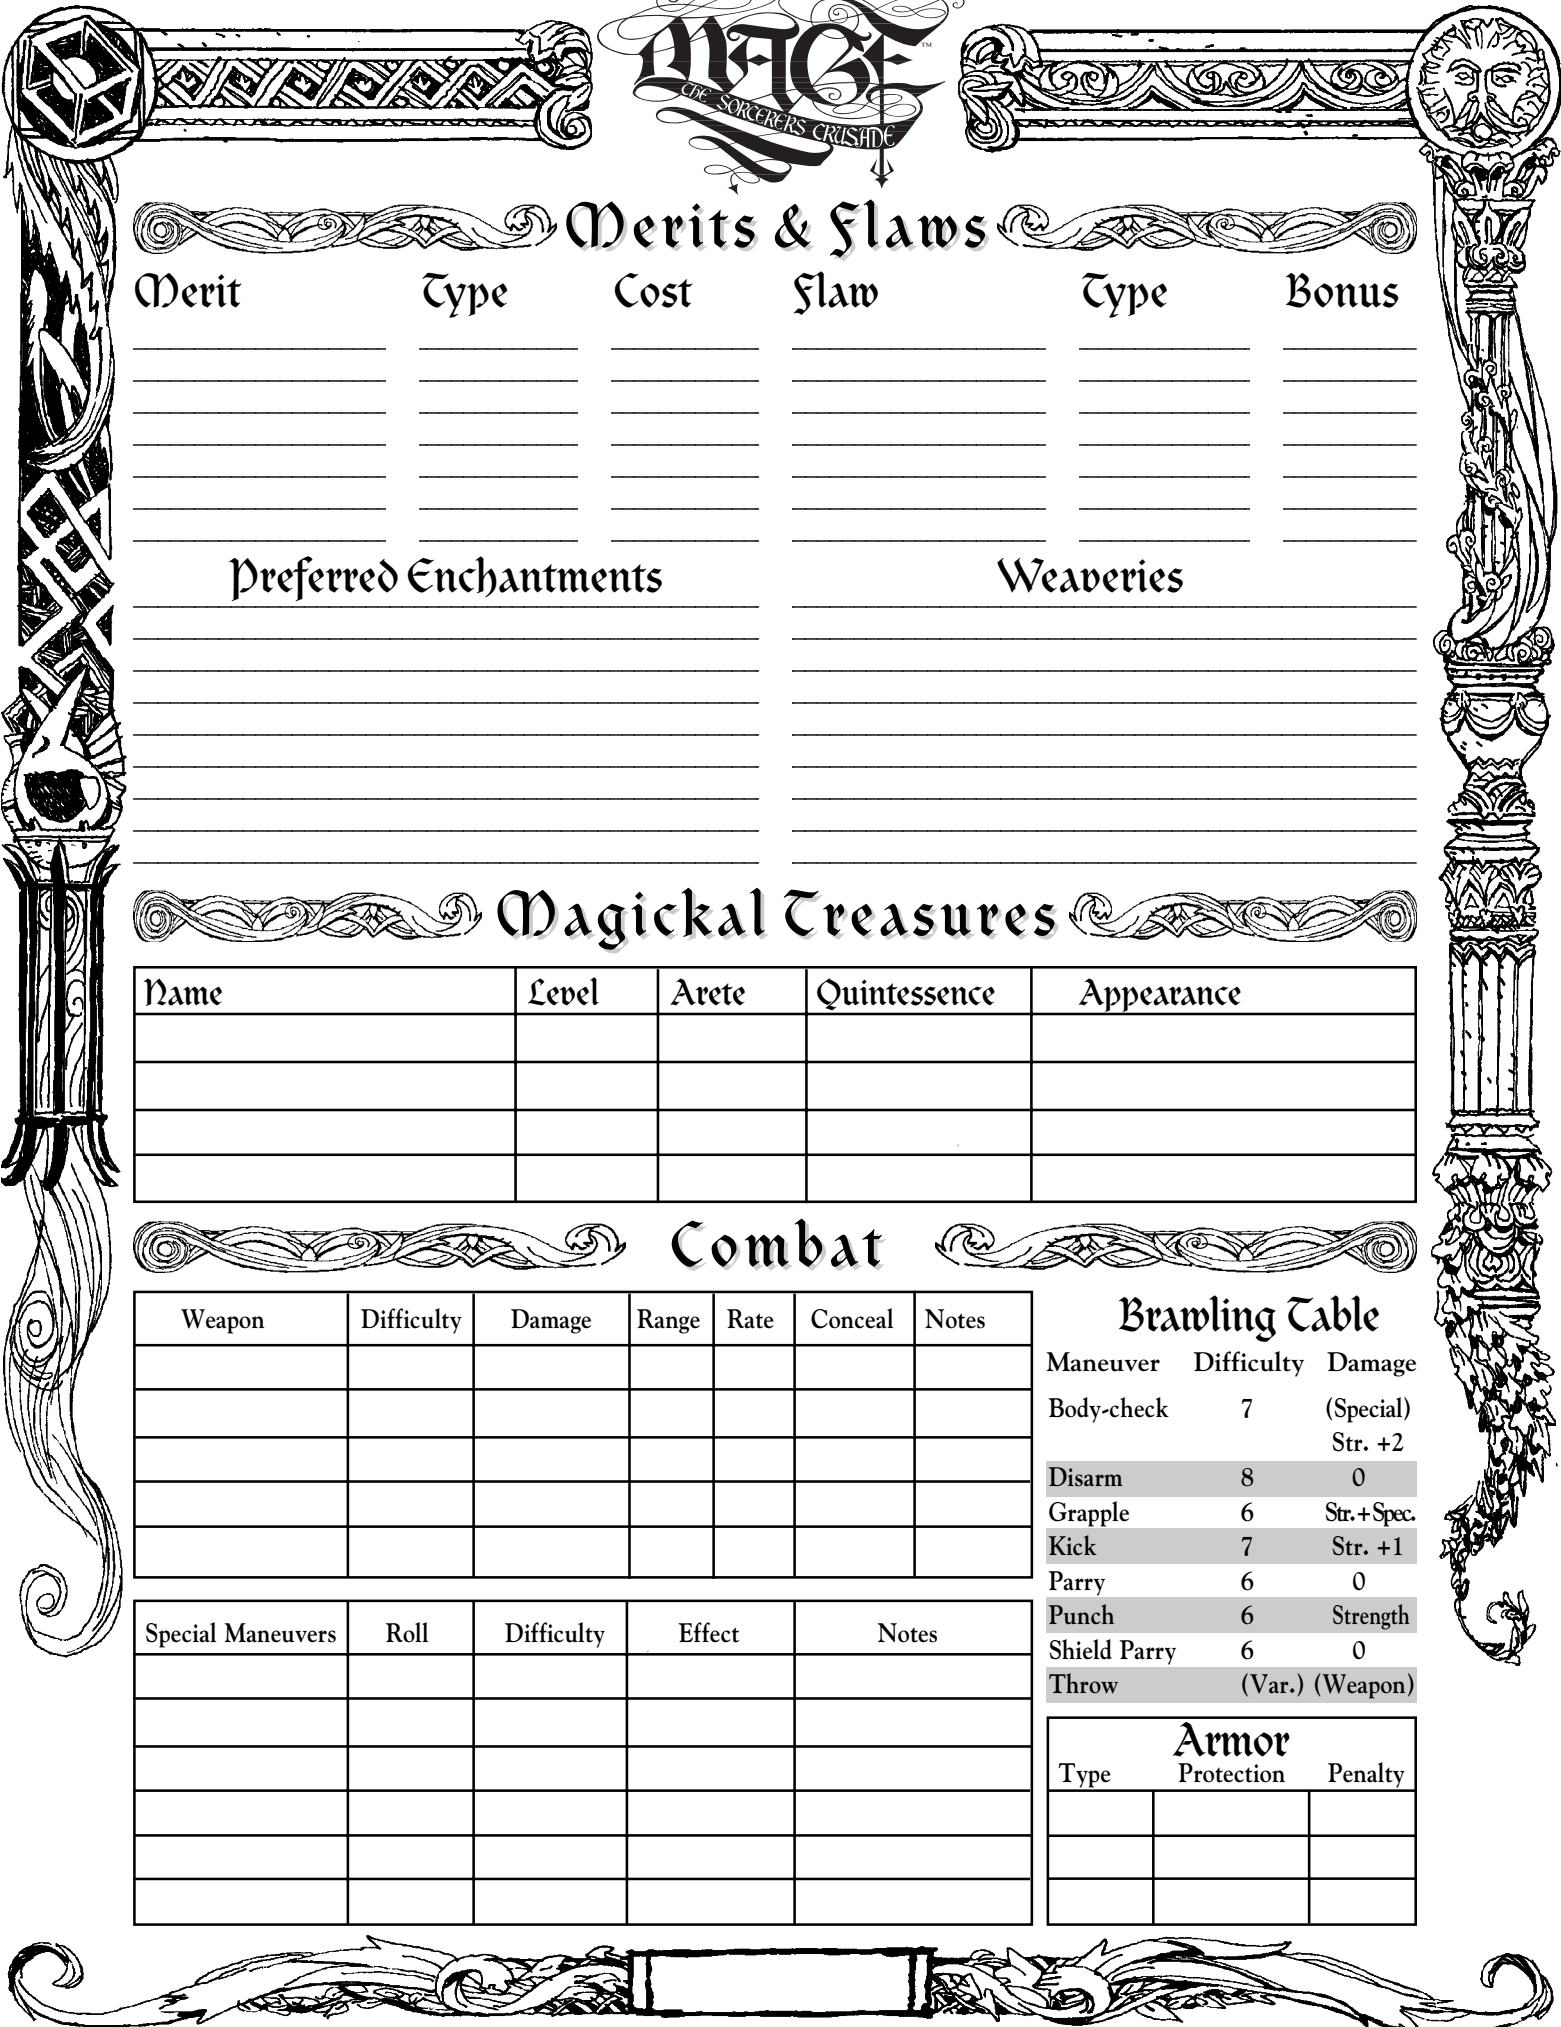 MAGE™
THE SORCERERS CRUSADE
Merits & Flaws
Merit Type Cost Flaw Type Bonus
Preferred Enchantments Weaveries
Magickal Treasures
Name Level Arete Quintessence Appearance
Combat
Weapon Difficulty Damage Range Rate Conceal Notes
Special Maneuvers Roll Difficulty Effect Notes
Brawling Table
Maneuver Difficulty Damage
Body-check 7 (Special)
Str. +2
Disarm 8 0
Grapple 6 Str.+Spec.
Kick 7 Str. +1
Parry 6 0
Punch 6 Strength
Shield Parry 6 0
Throw (Var.) (Weapon)
Armor
Type Protection Penalty